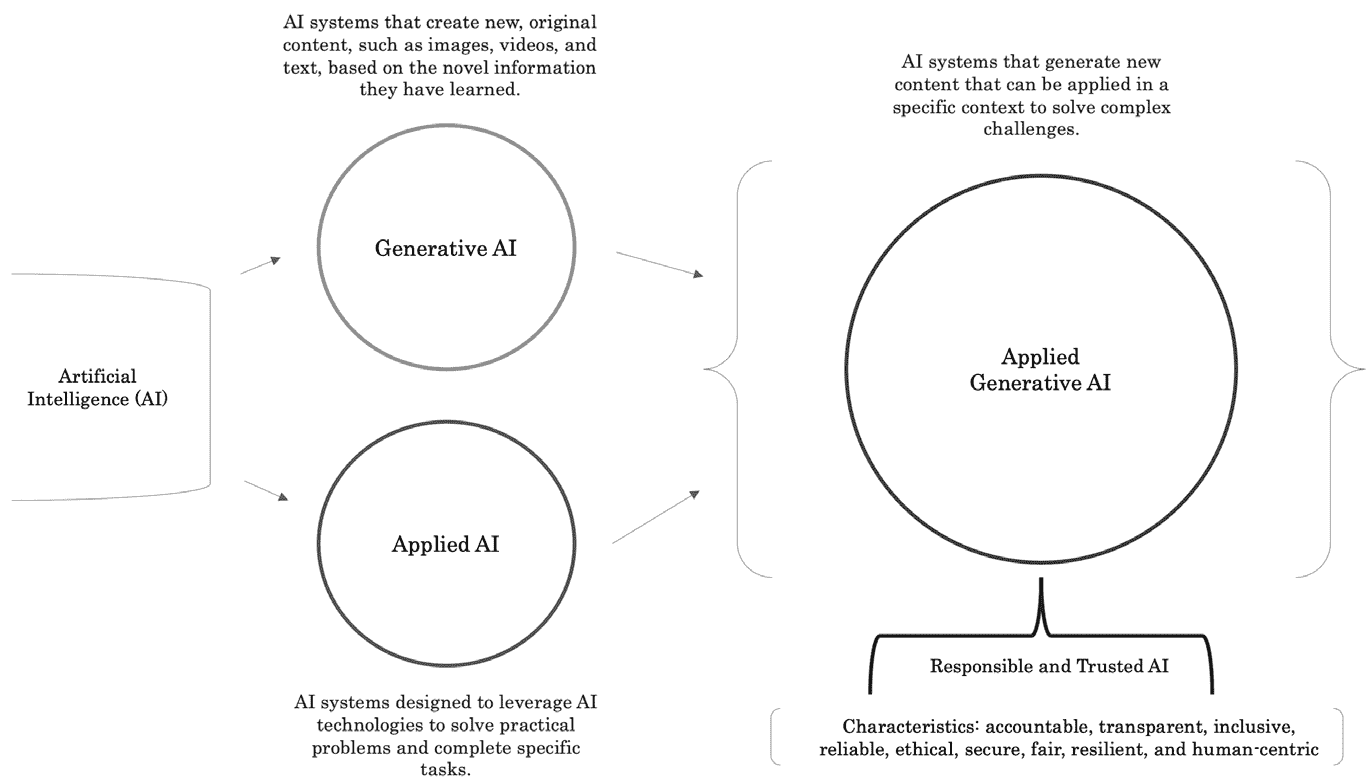 AI systems that create new, original
content, such as images, videos, and
text, based on the novel information
they have learned.
Generative AI
Artificial
Intelligence (AI)
Applied AI
AI systems designed to leverage AI
technologies to solve practical
problems and complete specific
tasks.
AI systems that generate new
content that can be applied in a
specific context to solve complex
challenges.
Applied
Generative AI
Responsible and Trusted AI
Characteristics: accountable, transparent, inclusive,
reliable, ethical, secure, fair, resilient, and human-centric